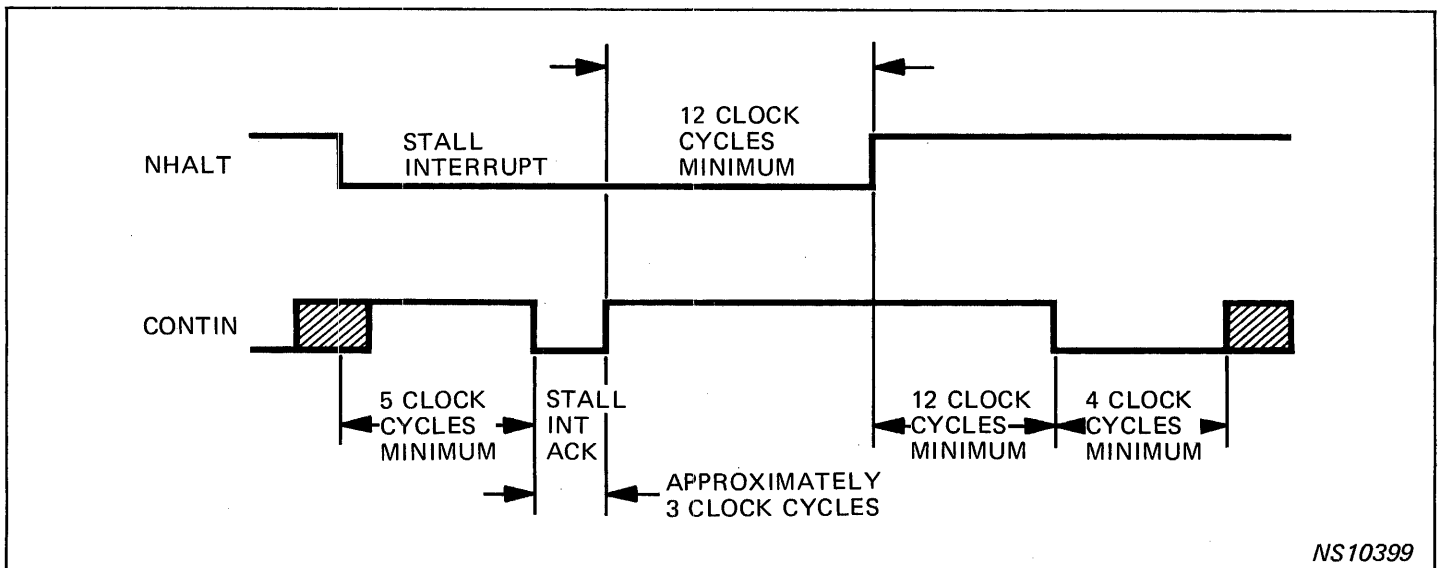 12 CLOCK
CYCLES
MINIMUM
NHALT
STALL
INTERRUPT
CONTIN
5 CLOCK
CYCLES
MINIMUM
STALL
INT
ACK
12 CLOCK
CYCLES
MINIMUM
4 CLOCK
CYCLES
MINIMUM
APPROXIMATELY
3 CLOCK CYCLES
NS10399